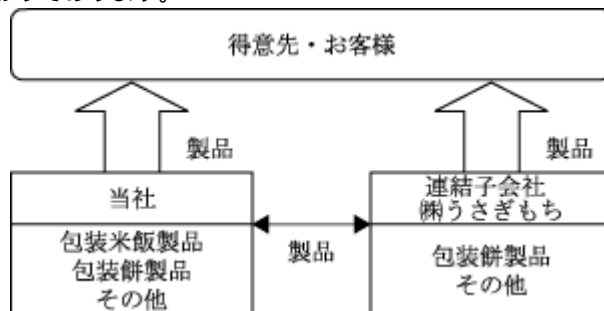 得意先・お客様
製品
製品
当社
連結子会社
㈱うさぎもち
製品
包装米飯製品
包装餅製品
その他
包装餅製品
その他